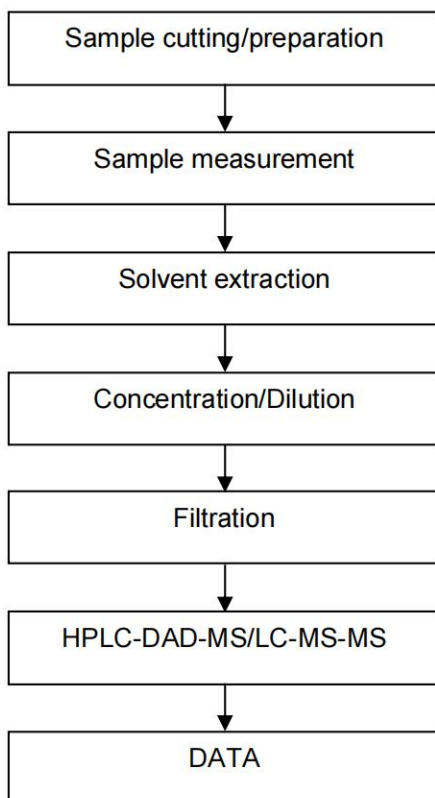 Sample cutting/preparation
Sample measurement
Solvent extraction
Concentration/Dilution
Filtration
HPLC-DAD-MS/LC-MS-MS
DATA